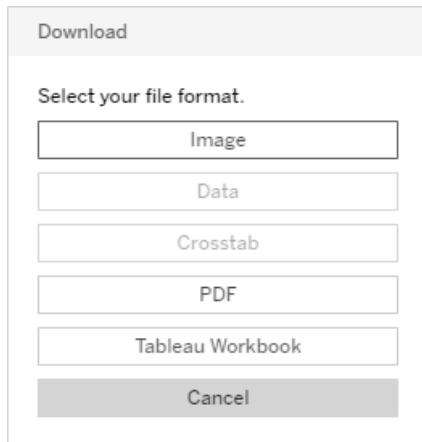 Download
Select your file format.
Image
Data
Crosstab
PDF
Tableau Workbook
Cancel